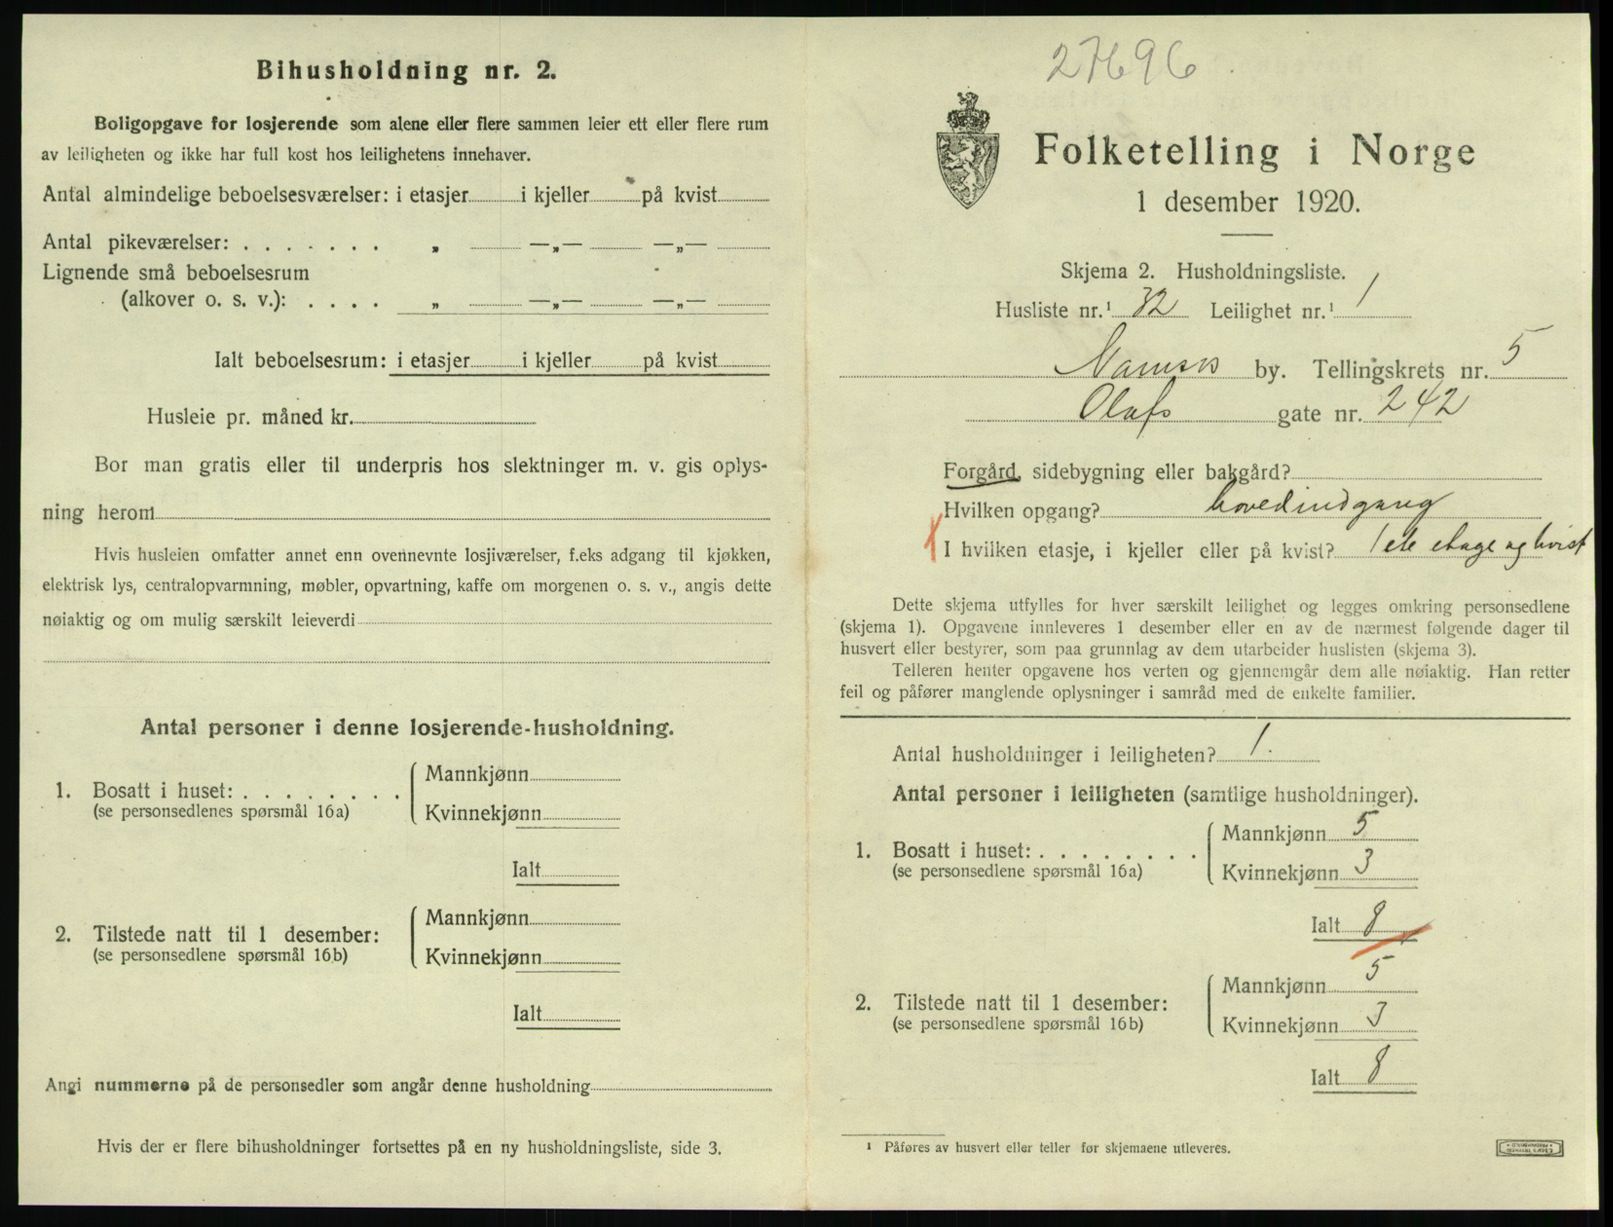 Bihusholdning nr. 2.
Boligopgave for losjerende som alene eller flere sammen leier ett eller flere rum
av leiligheten og ikke har full kost hos leilighetens innehaver.
Antal almindelige beboelsesværelser: i etasjer i kjeller på kvist
Antal pikeværelser: . . . . . . . „ —„— —„—
Lignende små beboelsesrum
(alkover o. s. v.): . . . . „ —„— —„—
Ialt beboelsesrum: i etasjer i kjeller på kvist
Husleie pr. måned kr.
Bor man gratis eller til underpris hos slektninger m. v. gis oplys-
ning herom
Hvis husleien omfatter annet enn ovennevnte losjiværelser, f.eks adgang til kjøkken,
elektrisk lys, centralopvarmning, møbler, opvartning, kaffe om morgenen o. s. v., angis dette
nøiaktig og om mulig særskilt leieverdi
Antal personer i denne losjerende-husholdning.
1. Bosatt i huset: . . . . . . . . Mannkjønn
(se personsedlenes spørsmål 16a) Kvinnekjønn
Ialt
2. Tilstede natt til 1 desember: Mannkjønn
(se personsedlene spørsmål 16b) Kvinnekjønn
Ialt
Angi nummerne på de personsedler som angår denne husholdning
Hvis der er flere bihusholdninger fortsettes på en ny husholdningsliste, side 3.
27696
Folketelling i Norge
1 desember 1920.
Skjema 2. Husholdningsliste.
Husliste nr.¹ 32 Leilighet nr.¹ 1
Namsos by. Tellingskrets nr. 5
Olafs gate nr. 242
Forgård, sidebygning eller bakgård?
Hvilken opgang? hovedindgang
I hvilken etasje, i kjeller eller på kvist? 1ste etage og kvist
Dette skjema utfylles for hver særskilt leilighet og legges omkring personsedlene
(skjema 1). Opgavene innleveres 1 desember eller en av de nærmest følgende dager til
husvert eller bestyrer, som paa grunnlag av dem utarbeider huslisten (skjema 3).
Telleren henter opgavene hos verten og gjennemgår dem alle nøiaktig. Han retter
feil og påfører manglende oplysninger i samråd med de enkelte familier.
Antal husholdninger i leiligheten? 1.
Antal personer i leiligheten (samtlige husholdninger).
1. Bosatt i huset: . . . . . . . . Mannkjønn 5
(se personsedlene spørsmål 16a) Kvinnekjønn 3
Ialt 8
2. Tilstede natt til 1 desember: Mannkjønn 5
(se personsedlene spørsmål 16b) Kvinnekjønn 3
Ialt 8
¹ Påføres av husvert eller teller før skjemaene utleveres.